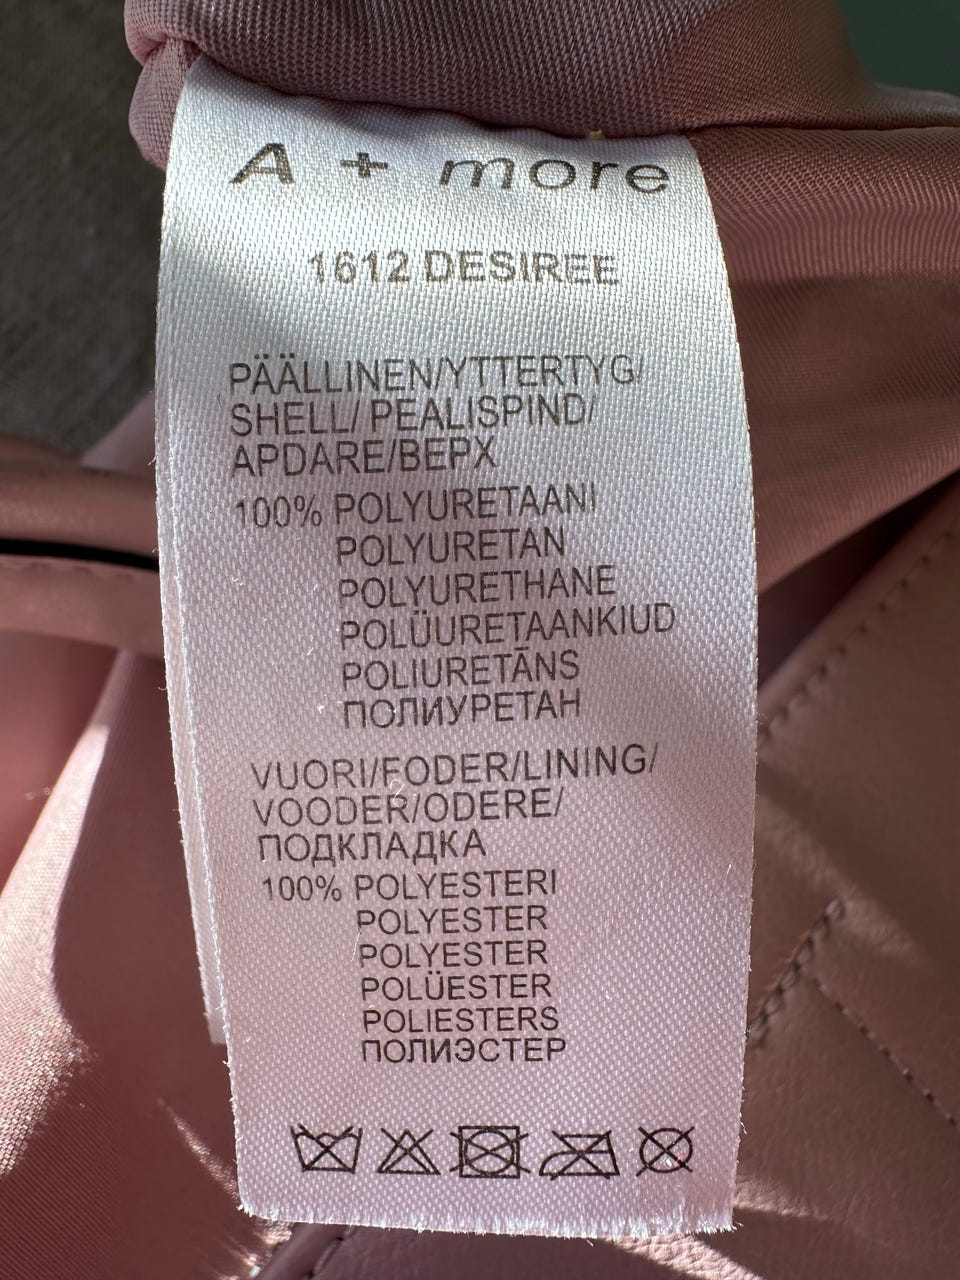 A + more
1612 DESIREE
PÄÄLLINEN/YTTERTYG/
SHELL/ PEALISPIND/
APDARE/ВЕРХ
100% POLYURETAANI
POLYURETAN
POLYURETHANE
POLÜURETAANKIUD
POLIURETĀNS
ПОЛИУРЕТАН
VUORI/FODER/LINING/
VOODER/ODERE/
ПОДКЛАДКА
100% POLYESTERI
POLYESTER
POLYESTER
POLÜESTER
POLIESTERS
ПОЛИЭСТЕР